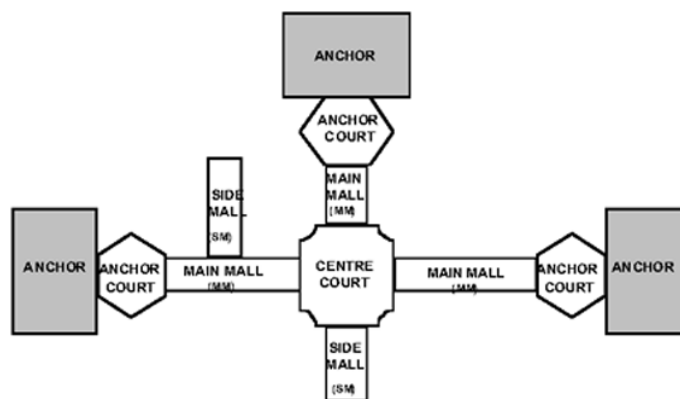 ANCHOR
ANCHOR
COURT
MAIN
MALL
(MM)
SIDE
MALL
(SM)
ANCHOR
ANCHOR
COURT
MAIN MALL
(MM)
CENTRE
COURT
MAIN MALL
(MM)
ANCHOR
COURT
ANCHOR
SIDE
MALL
(SM)